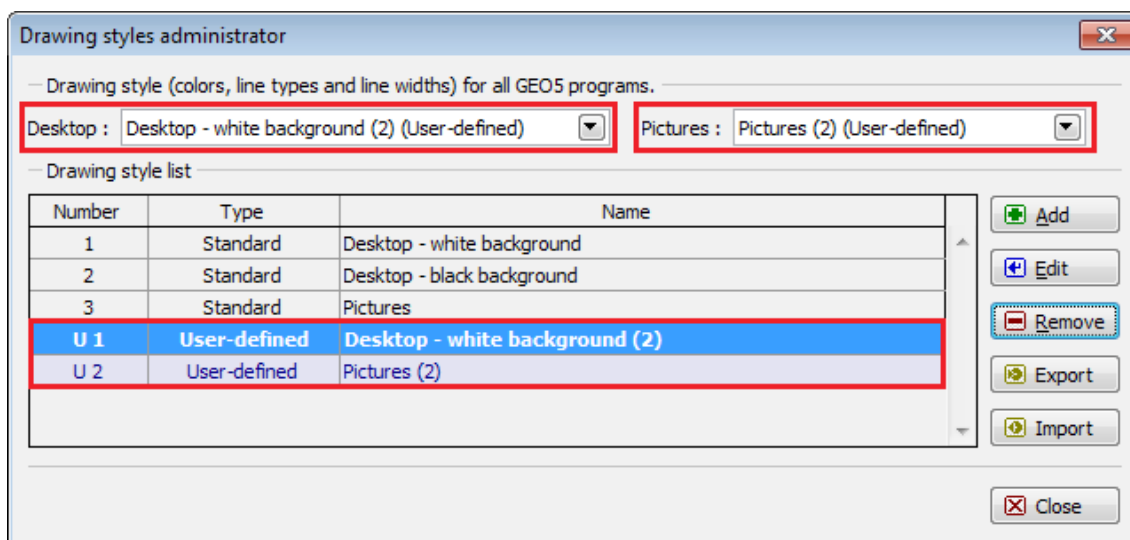 Drawing styles administrator
Drawing style (colors, line types and line widths) for all GEO5 programs.
Desktop : Desktop - white background (2) (User-defined) Pictures : Pictures (2) (User-defined)
Drawing style list
Number Type Name
1 Standard Desktop - white background
2 Standard Desktop - black background
3 Standard Pictures
U 1 User-defined Desktop - white background (2)
U 2 User-defined Pictures (2)
Add
Edit
Remove
Export
Import
Close